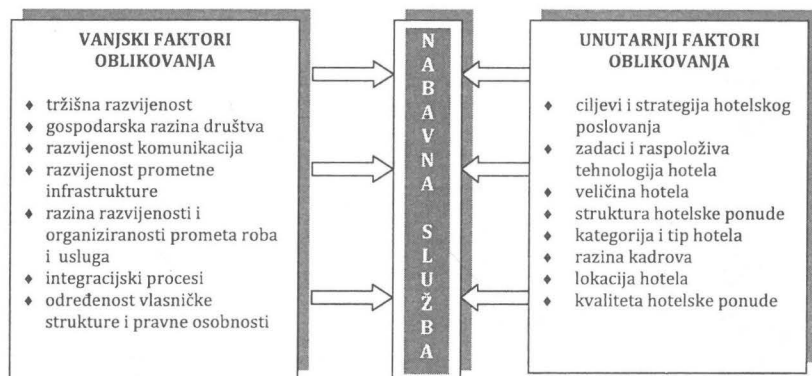 VANJSKI FAKTORI
OBLIKOVANJA
♦ tržišna razvijenost
♦ gospodarska razina društva
♦ razvijenost komunikacija
♦ razvijenost prometne
infrastrukture
♦ razina razvijenosti i
organiziranosti prometa roba
i usluga
♦ integracijski procesi
♦ određenost vlasničke
strukture i pravne osobnosti
NABAVNA SLUŽBA
UNUTARNJI FAKTORI
OBLIKOVANJA
♦ ciljevi i strategija hotelskog
poslovanja
♦ zadaci i raspoloživa
tehnologija hotela
♦ veličina hotela
♦ struktura hotelske ponude
♦ kategorija i tip hotela
♦ razina kadrova
♦ lokacija hotela
♦ kvaliteta hotelske ponude